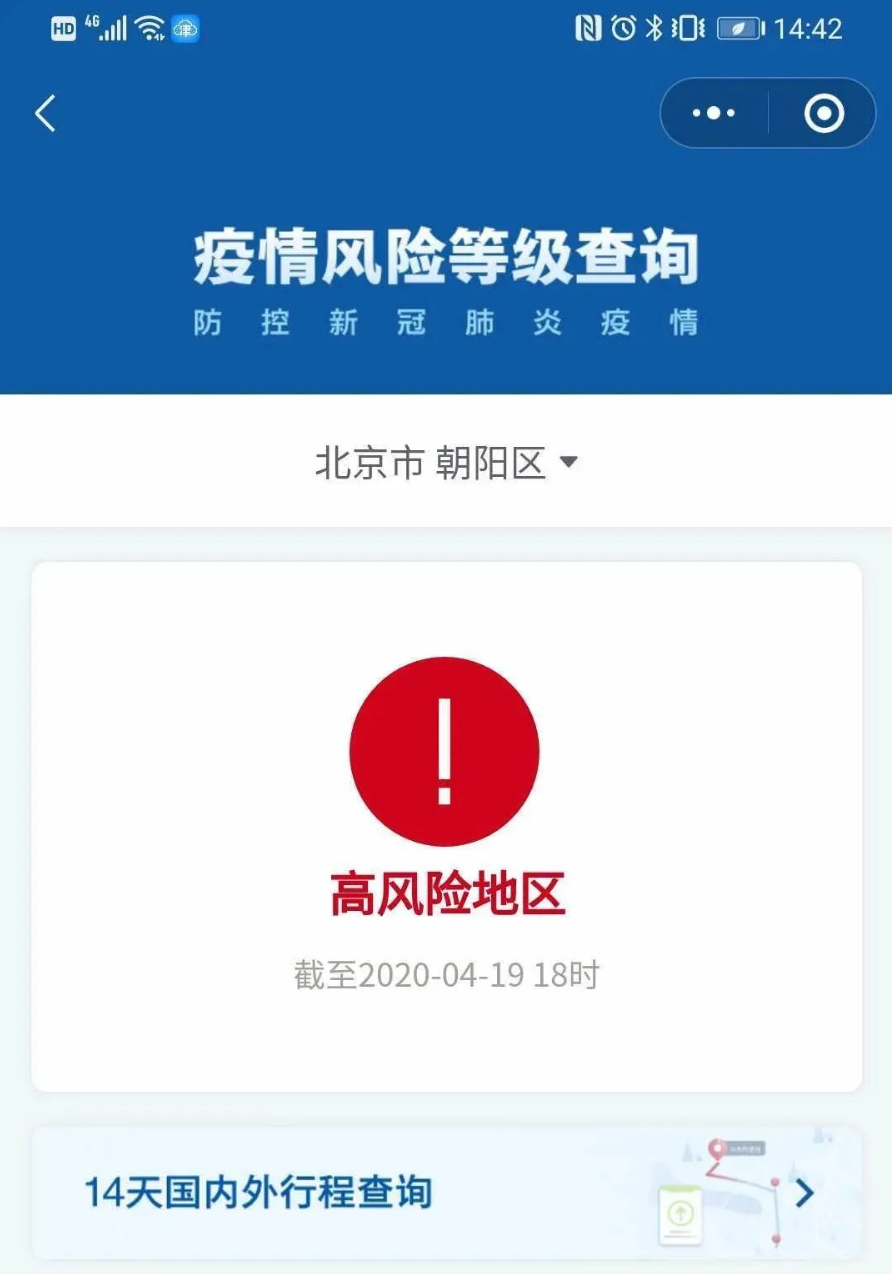 HD 4G 津 14:42
疫情风险等级查询
防控新冠肺炎疫情
北京市 朝阳区
!
高风险地区
截至2020-04-19 18时
14天国内外行程查询